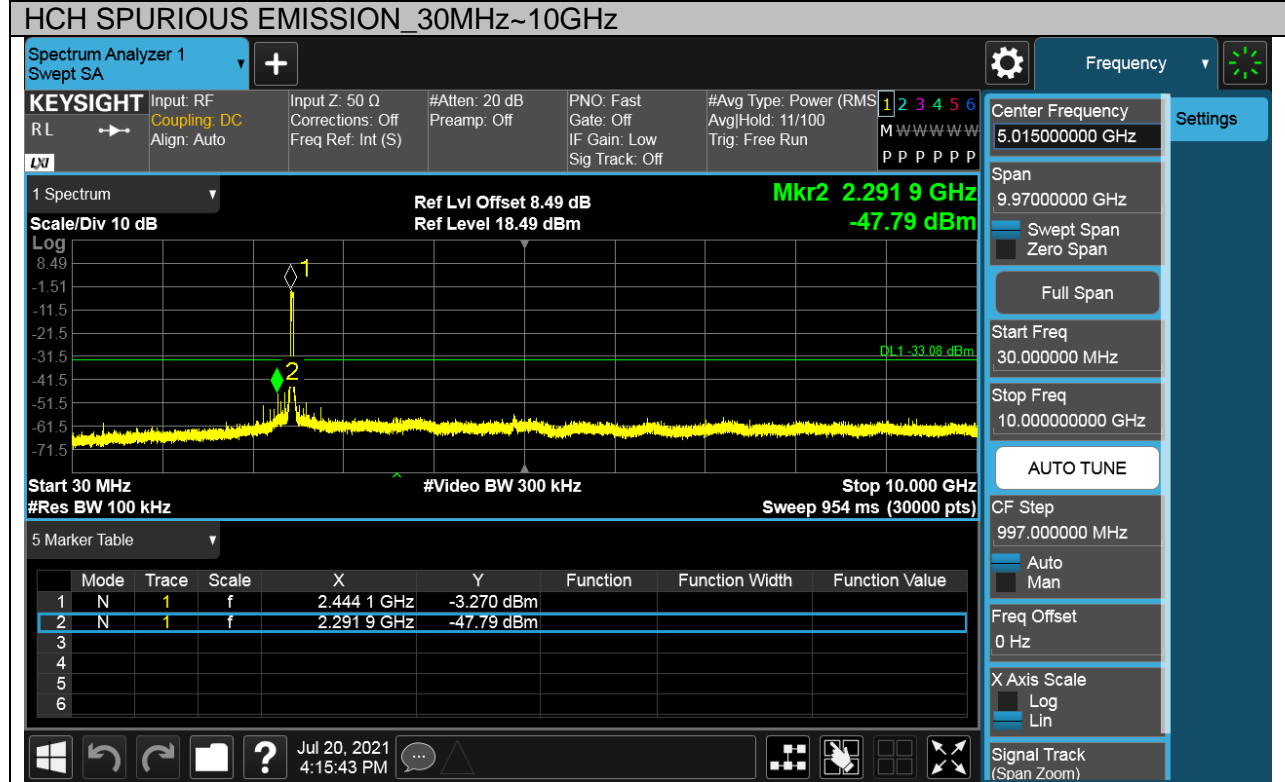 HCH SPURIOUS EMISSION_30MHz~10GHz
Spectrum Analyzer 1
Swept SA
Frequency
KEYSIGHT
RL
LXI
Input: RF
Coupling: DC
Align: Auto
Input Z: 50 Ω
Corrections: Off
Freq Ref: Int (S)
#Atten: 20 dB
Preamp: Off
PNO: Fast
Gate: Off
IF Gain: Low
Sig Track: Off
#Avg Type: Power (RMS
Avg|Hold: 11/100
Trig: Free Run
1 2 3 4 5 6
M W W W W W
P P P P P P
1 Spectrum
Scale/Div 10 dB
Ref Lvl Offset 8.49 dB
Ref Level 18.49 dBm
Mkr2 2.291 9 GHz
-47.79 dBm
Log
8.49
-1.51
-11.5
-21.5
-31.5
-41.5
-51.5
-61.5
-71.5
1
2
DL1 -33.08 dBm
Start 30 MHz
#Res BW 100 kHz
#Video BW 300 kHz
Stop 10.000 GHz
Sweep 954 ms (30000 pts)
5 Marker Table
Mode Trace Scale X Y Function Function Width Function Value
1 N 1 f 2.444 1 GHz -3.270 dBm
2 N 1 f 2.291 9 GHz -47.79 dBm
3
4
5
6
Jul 20, 2021
4:15:43 PM
Center Frequency
5.015000000 GHz
Settings
Span
9.97000000 GHz
Swept Span
Zero Span
Full Span
Start Freq
30.000000 MHz
Stop Freq
10.000000000 GHz
AUTO TUNE
CF Step
997.000000 MHz
Auto
Man
Freq Offset
0 Hz
X Axis Scale
Log
Lin
Signal Track
(Span Zoom)